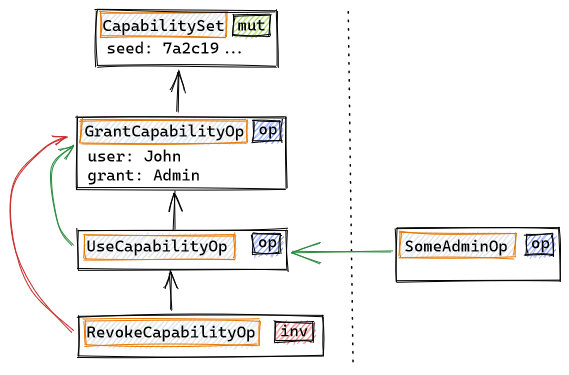 CapabilitySet mut
seed: 7a2c19...
GrantCapabilityOp op
user: John
grant: Admin
UseCapabilityOp op
SomeAdminOp op
RevokeCapabilityOp inv